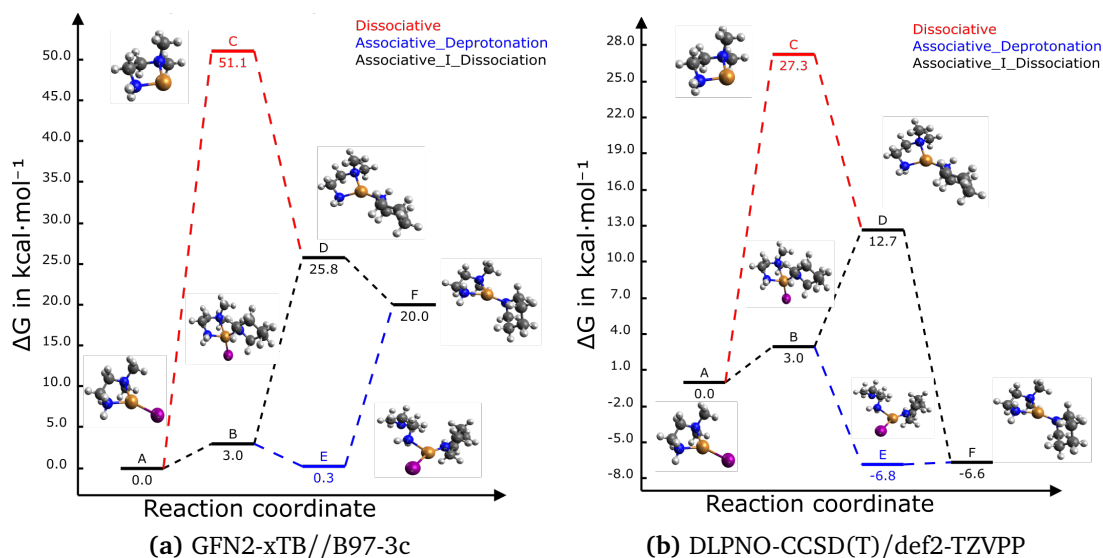 Dissociative
Associative_Deprotonation
Associative_I_Dissociation
ΔG in kcal·mol⁻¹
50.0
45.0
40.0
35.0
30.0
25.0
20.0
15.0
10.0
5.0
0.0
C
51.1
D
25.8
F
20.0
B
3.0
A
0.0
E
0.3
Reaction coordinate
(a) GFN2-xTB//B97-3c
Dissociative
Associative_Deprotonation
Associative_I_Dissociation
ΔG in kcal·mol⁻¹
28.0
25.0
22.0
19.0
16.0
13.0
10.0
7.0
4.0
1.0
-2.0
-5.0
-8.0
C
27.3
D
12.7
B
3.0
A
0.0
E
-6.8
F
-6.6
Reaction coordinate
(b) DLPNO-CCSD(T)/def2-TZVPP